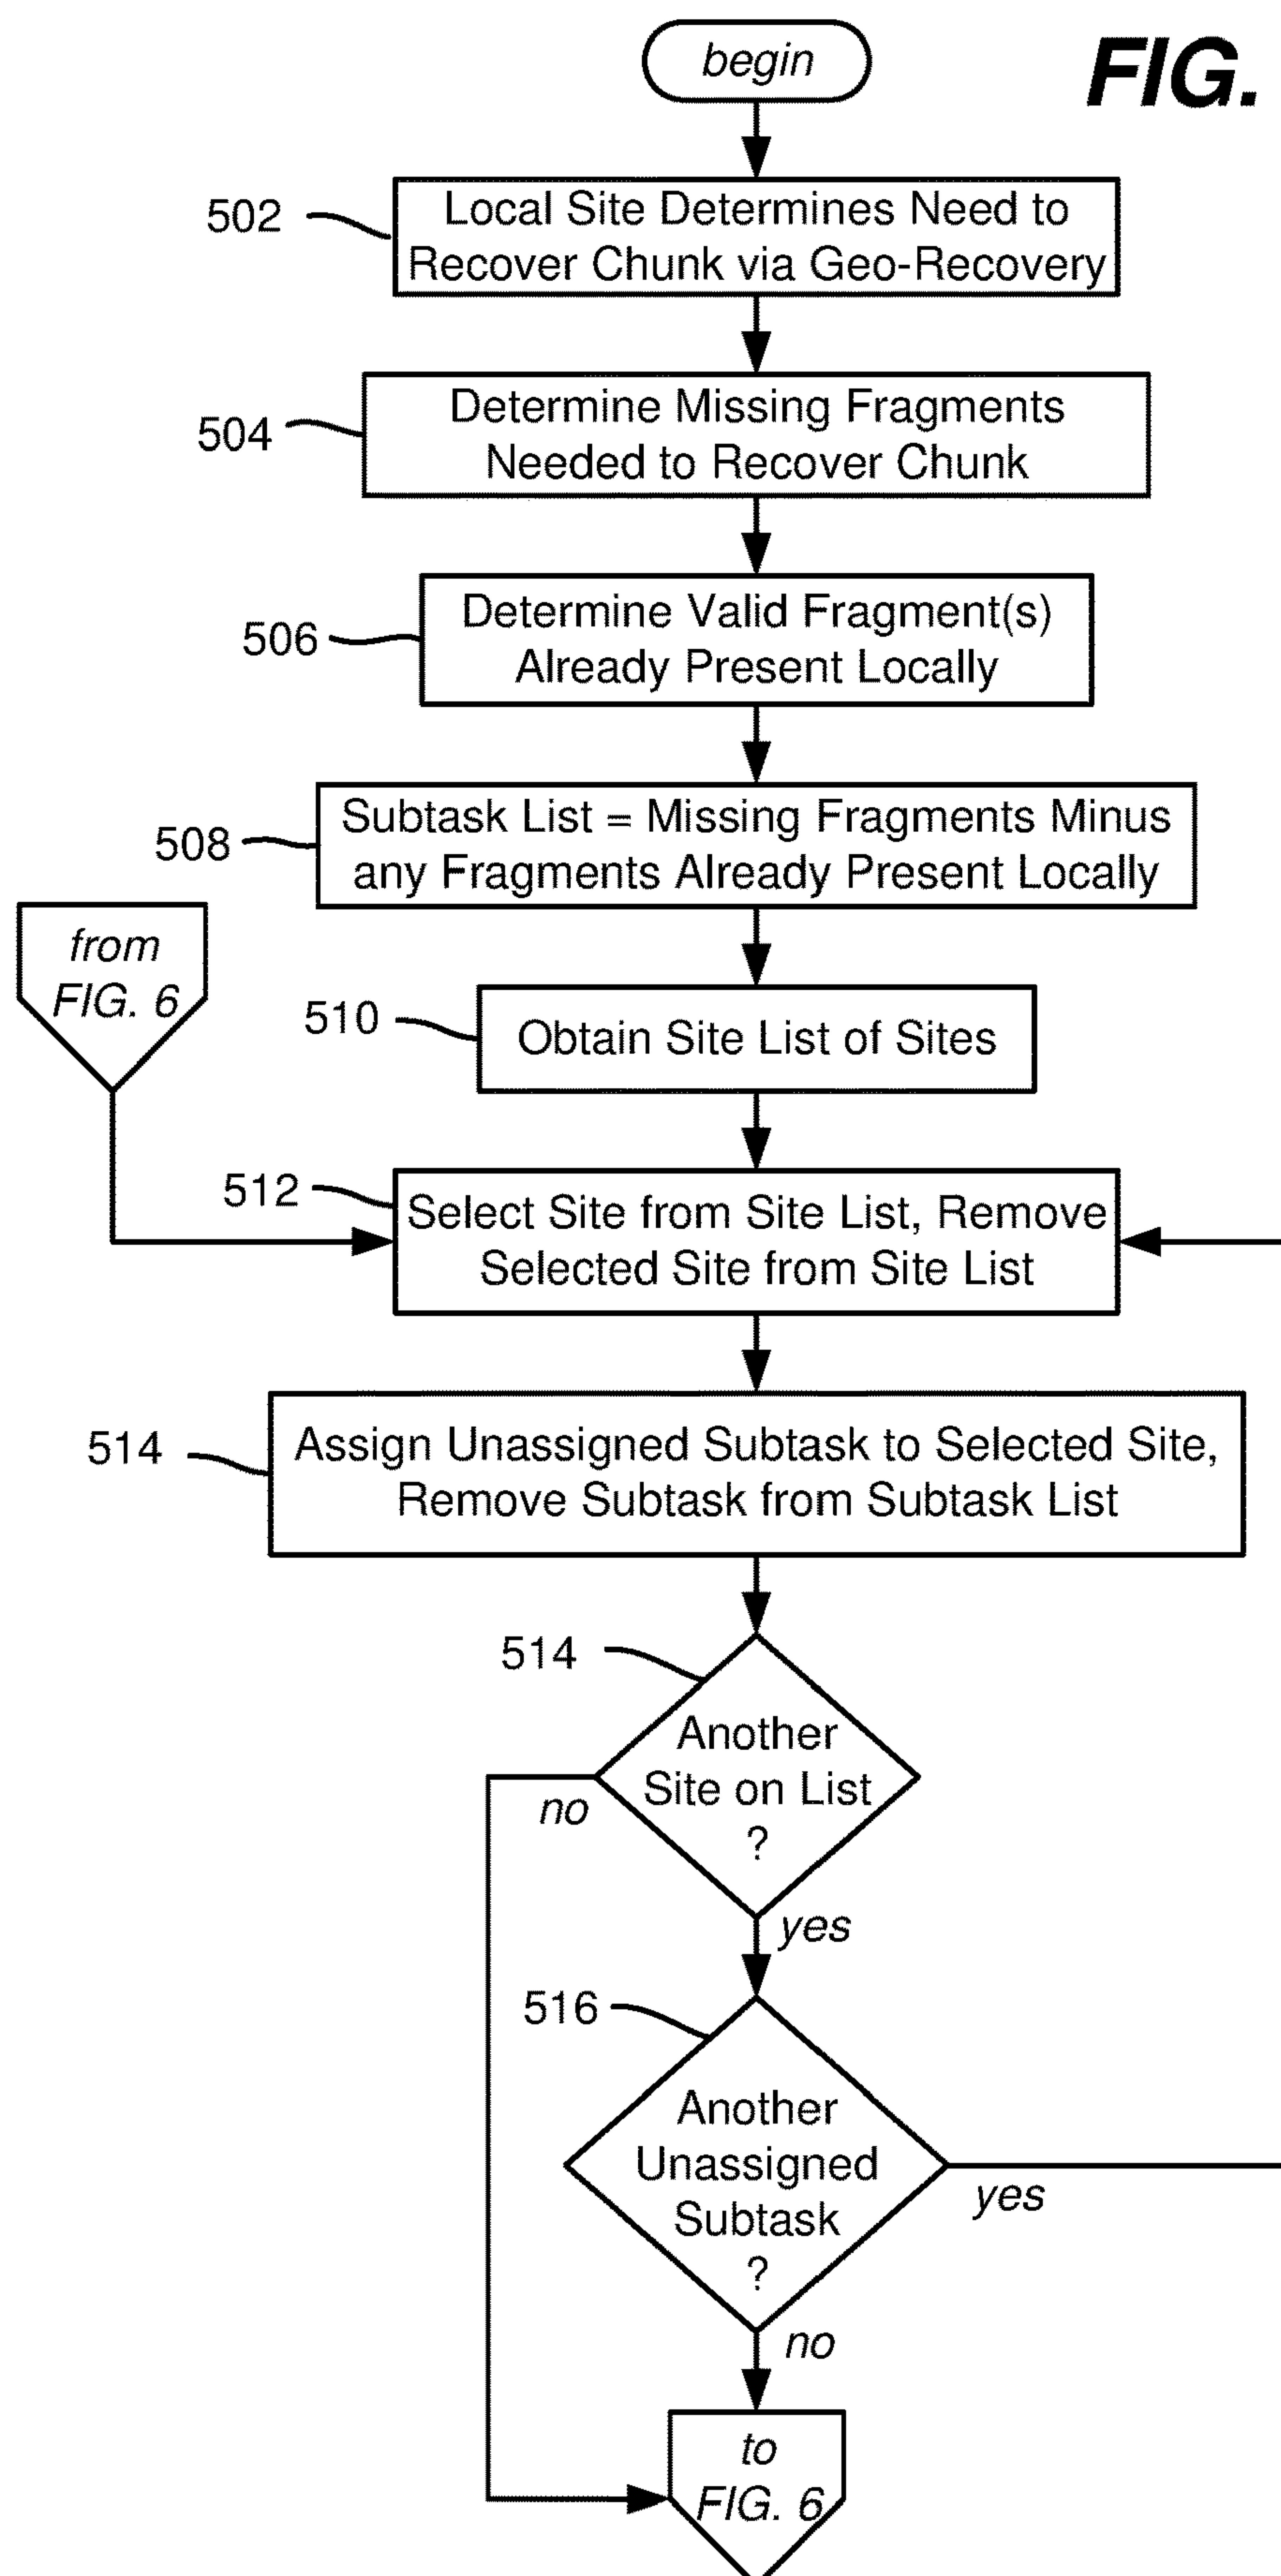 begin
FIG.
502
Local Site Determines Need to
Recover Chunk via Geo-Recovery
504
Determine Missing Fragments
Needed to Recover Chunk
506
Determine Valid Fragment(s)
Already Present Locally
508
Subtask List = Missing Fragments Minus
any Fragments Already Present Locally
from
FIG. 6
510
Obtain Site List of Sites
512
Select Site from Site List, Remove
Selected Site from Site List
514
Assign Unassigned Subtask to Selected Site,
Remove Subtask from Subtask List
514
Another
Site on List
?
no
yes
516
Another
Unassigned
Subtask
?
yes
no
to
FIG. 6